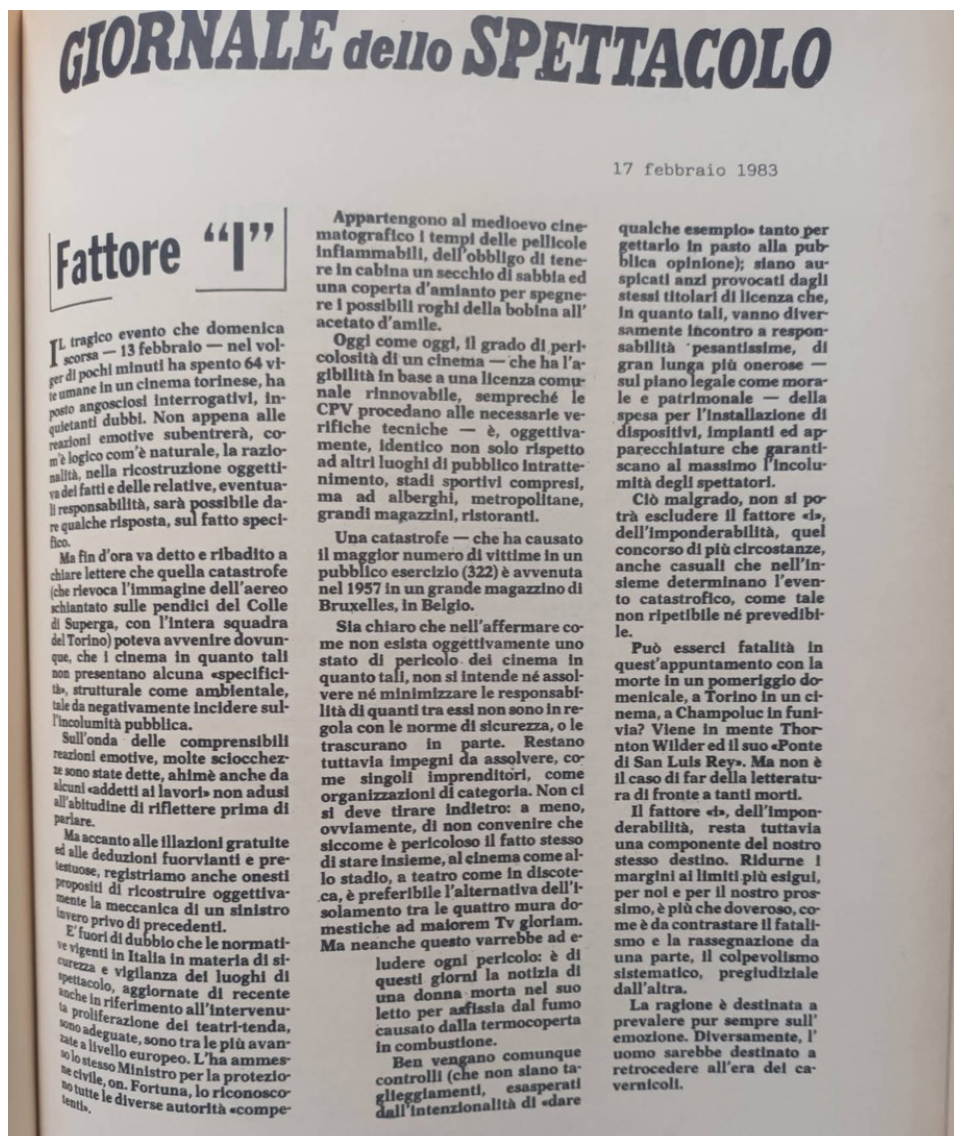 GIORNALE dello SPETTACOLO
17 febbraio 1983
Fattore “I”
IL tragico evento che domenica
scorsa — 13 febbraio — nel vol-
ger di pochi minuti ha spento 64 vi-
te umane in un cinema torinese, ha
posto angosciosi interrogativi, in-
quietanti dubbi. Non appena alle
reazioni emotive subentrerà, co-
m'è logico com'è naturale, la razio-
nalità, nella ricostruzione oggetti-
va dei fatti e delle relative, eventua-
li responsabilità, sarà possibile da-
re qualche risposta, sul fatto speci-
fico.
Ma fin d'ora va detto e ribadito a
chiare lettere che quella catastrofe
(che rievoca l'immagine dell'aereo
schiantato sulle pendici del Colle
di Superga, con l'intera squadra
del Torino) poteva avvenire dovun-
que, che i cinema in quanto tali
non presentano alcuna «specifici-
tà», strutturale come ambientale,
tale da negativamente incidere sul-
l'incolumità pubblica.
Sull'onda delle comprensibili
reazioni emotive, molte sciocchez-
ze sono state dette, ahimè anche da
alcuni «addetti ai lavori» non adusi
all'abitudine di riflettere prima di
parlare.
Ma accanto alle illazioni gratuite
ed alle deduzioni fuorvianti e pre-
testuose, registriamo anche onesti
propositi di ricostruire oggettiva-
mente la meccanica di un sinistro
invero privo di precedenti.
E' fuori di dubbio che le normati-
ve vigenti in Italia in materia di si-
curezza e vigilanza dei luoghi di
spettacolo, aggiornate di recente
anche in riferimento all'intervenu-
ta proliferazione dei teatri-tenda,
sono adeguate, sono tra le più avan-
zate a livello europeo. L'ha ammes-
so lo stesso Ministro per la protezio-
ne civile, on. Fortuna, lo riconosco-
no tutte le diverse autorità «compe-
tenti».
Appartengono al medioevo cine-
matografico i tempi delle pellicole
infiammabili, dell'obbligo di tene-
re in cabina un secchio di sabbia ed
una coperta d'amianto per spegne-
re i possibili roghi della bobina all'
acetato d'amile.
Oggi come oggi, il grado di peri-
colosità di un cinema — che ha l'a-
gibilità in base a una licenza comu-
nale rinnovabile, sempreché le
CPV procedano alle necessarie ve-
rifiche tecniche — è, oggettiva-
mente, identico non solo rispetto
ad altri luoghi di pubblico intratte-
nimento, stadi sportivi compresi,
ma ad alberghi, metropolitane,
grandi magazzini, ristoranti.
Una catastrofe — che ha causato
il maggior numero di vittime in un
pubblico esercizio (322) è avvenuta
nel 1957 in un grande magazzino di
Bruxelles, in Belgio.
Sia chiaro che nell'affermare co-
me non esista oggettivamente uno
stato di pericolo dei cinema in
quanto tali, non si intende né assol-
vere né minimizzare le responsabi-
lità di quanti tra essi non sono in re-
gola con le norme di sicurezza, o le
trascurano in parte. Restano
tuttavia impegni da assolvere, co-
me singoli imprenditori, come
organizzazioni di categoria. Non ci
si deve tirare indietro: a meno,
ovviamente, di non convenire che
siccome è pericoloso il fatto stesso
di stare insieme, al cinema come al-
lo stadio, a teatro come in discote-
ca, è preferibile l'alternativa dell'i-
solamento tra le quattro mura do-
mestiche ad maiorem Tv gloriam.
Ma neanche questo varrebbe ad e-
ludere ogni pericolo: è di
questi giorni la notizia di
una donna morta nel suo
letto per asfissia dal fumo
causato dalla termocoperta
in combustione.
Ben vengano comunque
controlli (che non siano ta-
glieggiamenti, esasperati
dall'intenzionalità di «dare
qualche esempio» tanto per
gettarlo in pasto alla pub-
blica opinione); siano au-
spicati anzi provocati dagli
stessi titolari di licenza che,
in quanto tali, vanno diver-
samente incontro a respon-
sabilità pesantissime, di
gran lunga più onerose —
sul piano legale come mora-
le e patrimonale — della
spesa per l'installazione di
dispositivi, impianti ed ap-
parecchiature che garanti-
scano al massimo l'incolu-
mità degli spettatori.
Ciò malgrado, non si po-
trà escludere il fattore «i»,
dell'imponderabilità, quel
concorso di più circostanze,
anche casuali che nell'in-
sieme determinano l'even-
to catastrofico, come tale
non ripetibile né prevedibi-
le.
Può esserci fatalità in
quest'appuntamento con la
morte in un pomeriggio do-
menicale, a Torino in un ci-
nema, a Champoluc in funi-
via? Viene in mente Thor-
nton Wilder ed il suo «Ponte
di San Luis Rey». Ma non è
il caso di far della letteratu-
ra di fronte a tanti morti.
Il fattore «i», dell'impon-
derabilità, resta tuttavia
una componente del nostro
stesso destino. Ridurne i
margini ai limiti più esigui,
per noi e per il nostro pros-
simo, è più che doveroso, co-
me è da contrastare il fatali-
smo e la rassegnazione da
una parte, il colpevolismo
sistematico, pregiudiziale
dall'altra.
La ragione è destinata a
prevalere pur sempre sull'
emozione. Diversamente, l'
uomo sarebbe destinato a
retrocedere all'era dei ca-
vernicoli.